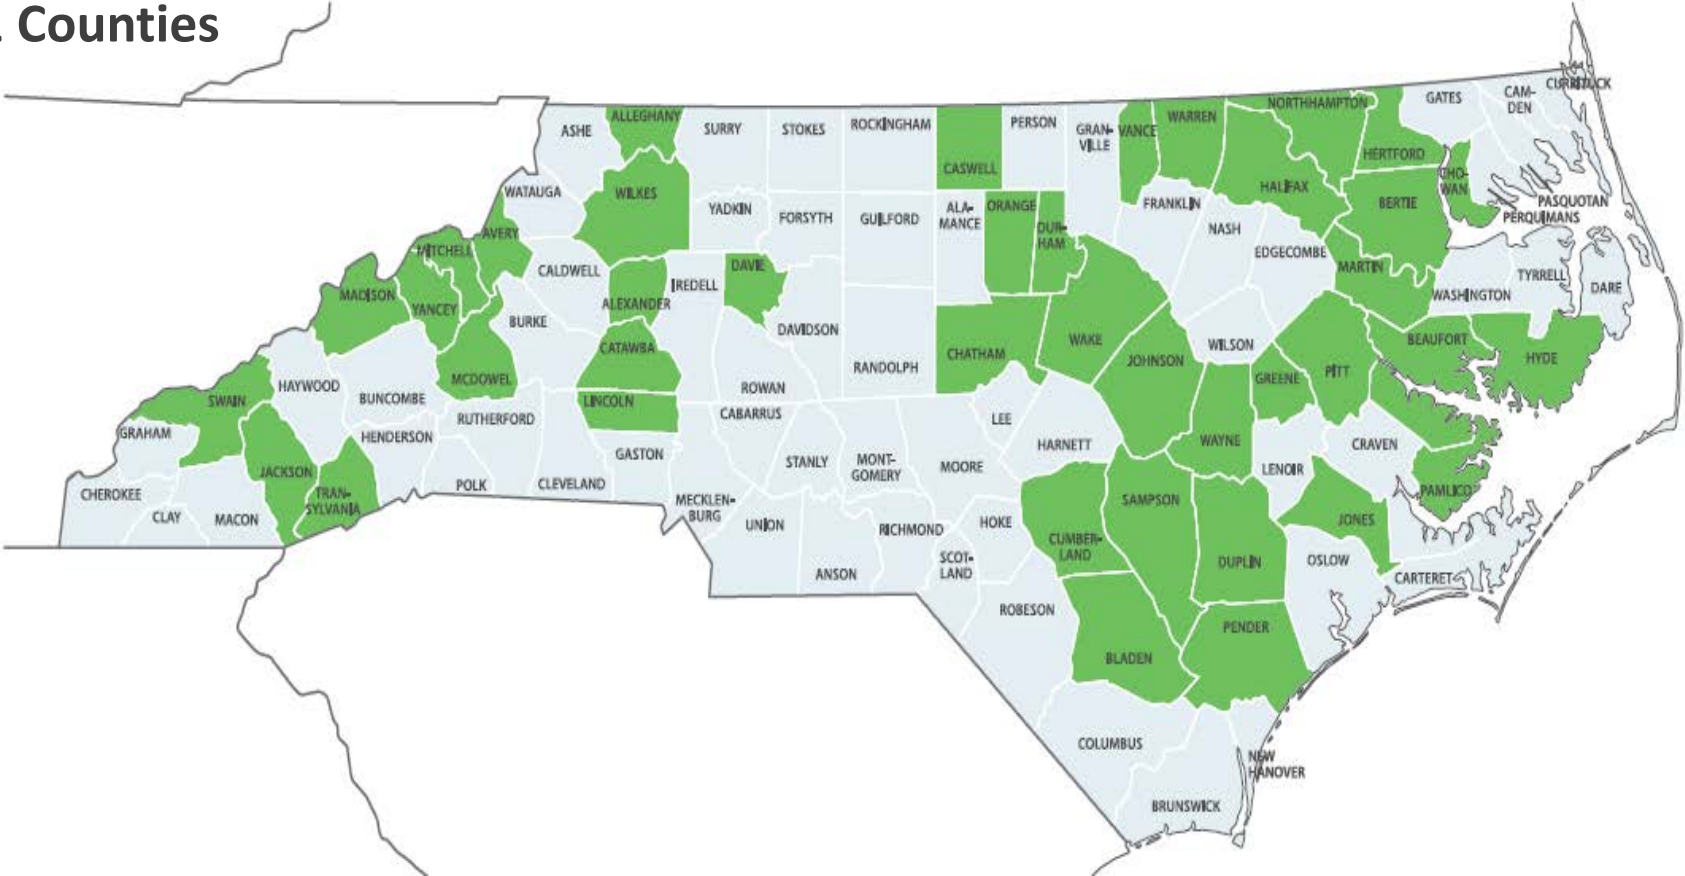 . Counties
CURRITUCK
CAM-
DEN
GATES
ALLEGHANY
NORTHHAMPTON
ASHE
SURRY
STOKES
ROCKINGHAM
PERSON
GRAN-
VILLE
VANCE
WARREN
HERTFORD
CASWELL
CHO-
WAN
WATAUGA
WILKES
HALIFAX
YADKIN
FORSYTH
GUILFORD
ALA-
MANCE
ORANGE
DUR-
HAM
FRANKLIN
BERTIE
PASQUOTAN
PERQUIMANS
AVERY
NASH
MITCHELL
EDGECOMBE
CALDWELL
DAVIE
MARTIN
TYRRELL
IREDELL
DARE
MADISON
ALEXANDER
WASHINGTON
YANCEY
BURKE
DAVIDSON
WAKE
BEAUFORT
WILSON
CATAWBA
CHATHAM
JOHNSON
HYDE
RANDOLPH
PITT
GREENE
MCDOWEL
HAYWOOD
ROWAN
BUNCOMBE
SWAIN
LINCOLN
CABARRUS
RUTHERFORD
LEE
GRAHAM
HENDERSON
WAYNE
HARNETT
CRAVEN
GASTON
STANLY
MONT-
GOMERY
MOORE
LENOIR
JACKSON
POLK
CLEVELAND
CHEROKEE
TRAN-
SYLVANIA
PAMLICO
SAMPSON
MECKLEN-
BURG
CLAY
MACON
UNION
RICHMOND
HOKE
JONES
CUMBER-
LAND
SCOT-
LAND
DUPLIN
OSLOW
ANSON
CARTERET
ROBESON
PENDER
BLADEN
COLUMBUS
NEW
HANOVER
BRUNSWICK